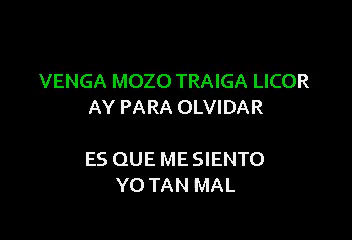 VENGA MOZO TRAIGA LICOR
AY PARA OLVIDAR
ES QUE ME SIENTO
YO TAN MAL